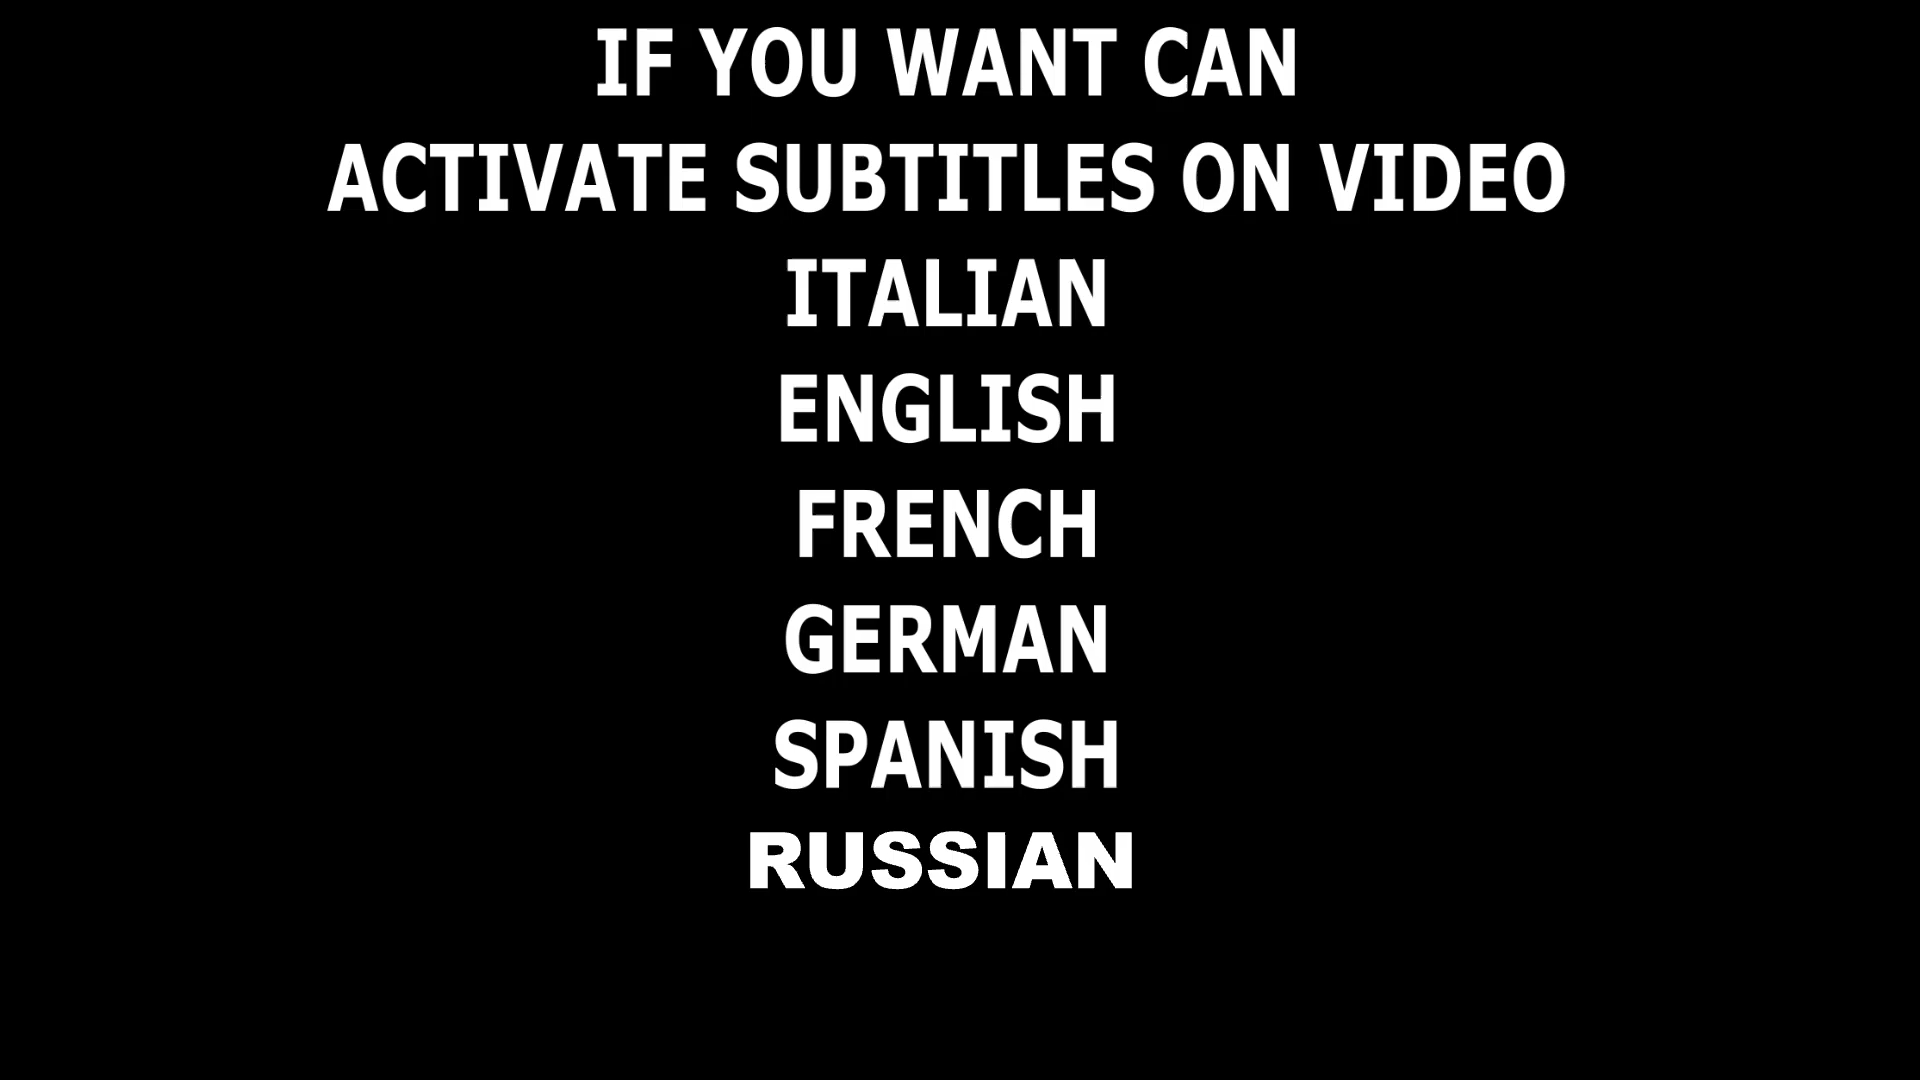 IF YOU WANT CAN
ACTIVATE SUBTITLES ON VIDEO
ITALIAN
ENGLISH
FRENCH
GERMAN
SPANISH
RUSSIAN